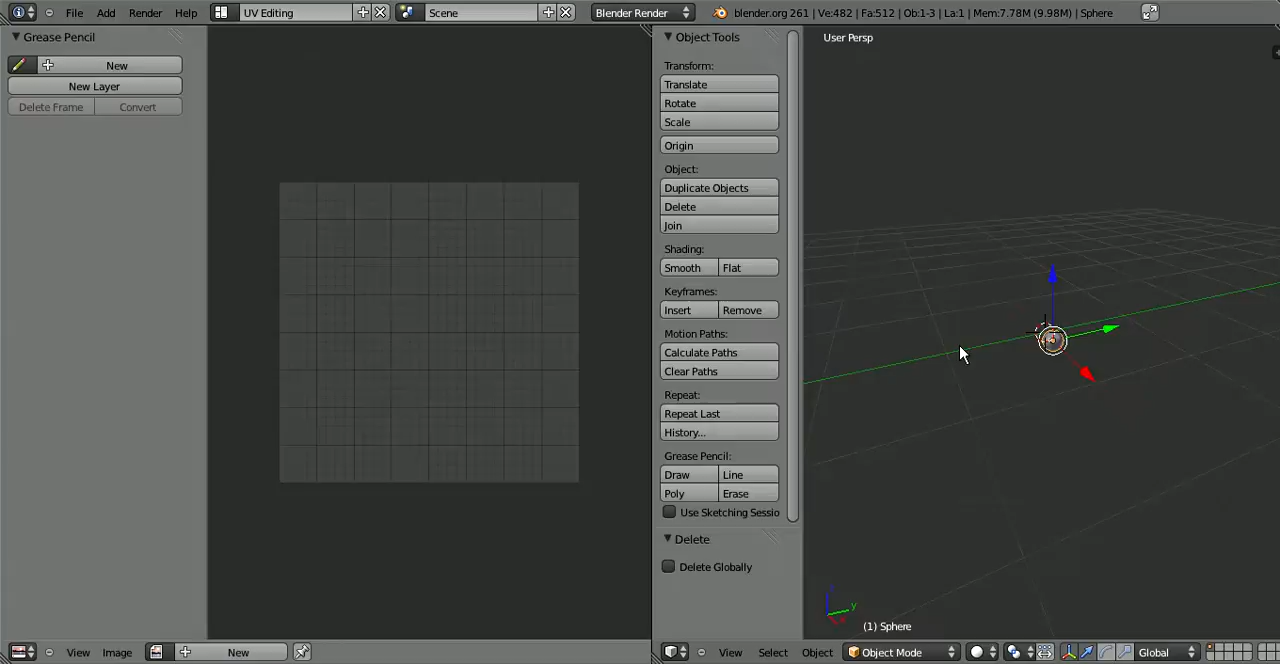 File Add Render Help UV Editing Scene Blender Render blender.org 261 | Ve:482 | Fa:512 | Ob:1-3 | La:1 | Mem:7.78M (9.98M) | Sphere
Grease Pencil
New
New Layer
Delete Frame Convert
Object Tools
Transform:
Translate
Rotate
Scale
Origin
Object:
Duplicate Objects
Delete
Join
Shading:
Smooth Flat
Keyframes:
Insert Remove
Motion Paths:
Calculate Paths
Clear Paths
Repeat:
Repeat Last
History...
Grease Pencil:
Draw Line
Poly Erase
Use Sketching Sessio
Delete
Delete Globally
User Persp
y
(1) Sphere
View Image New
View Select Object Object Mode Global